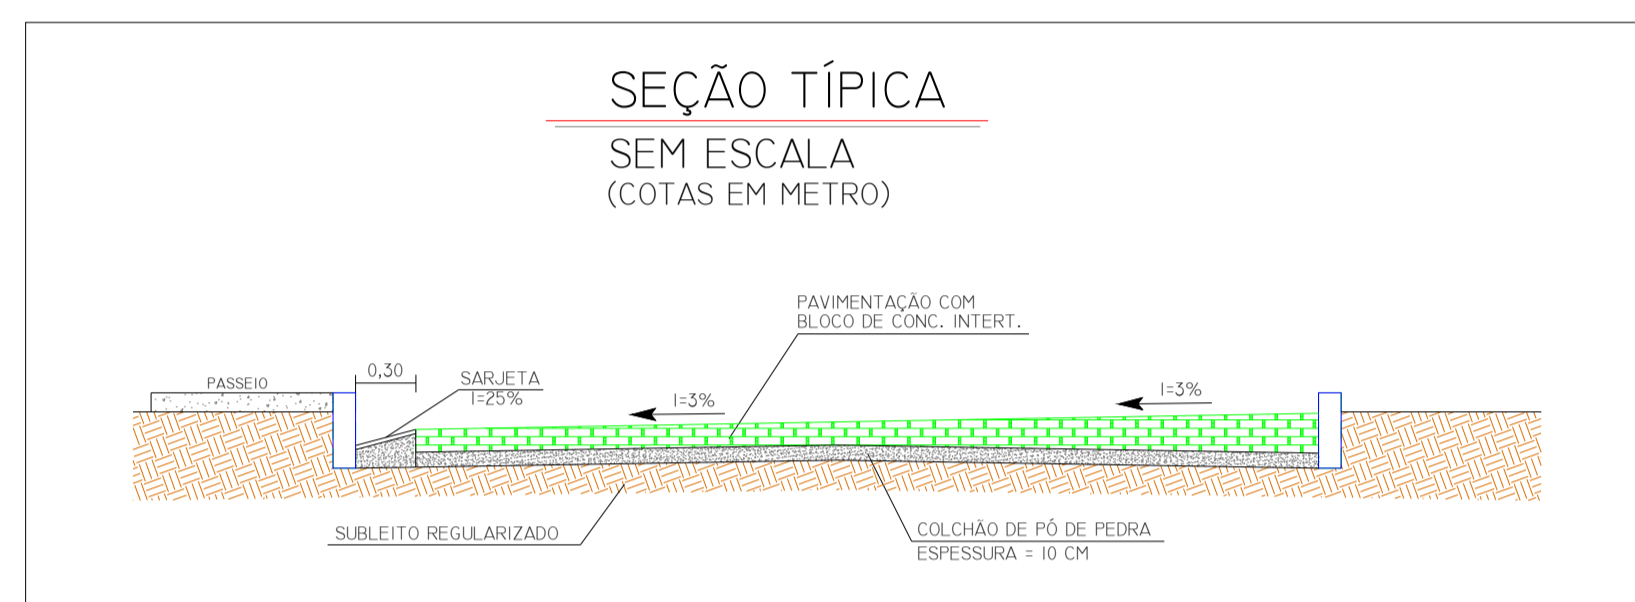 SEÇÃO TÍPICA
SEM ESCALA
(COTAS EM METRO)
PAVIMENTAÇÃO COM
BLOCO DE CONC. INTERT.
PASSEIO
0,30
SARJETA
I=25%
I=3%
I=3%
SUBLEITO REGULARIZADO
COLCHÃO DE PÓ DE PEDRA
ESPESSURA = 10 CM